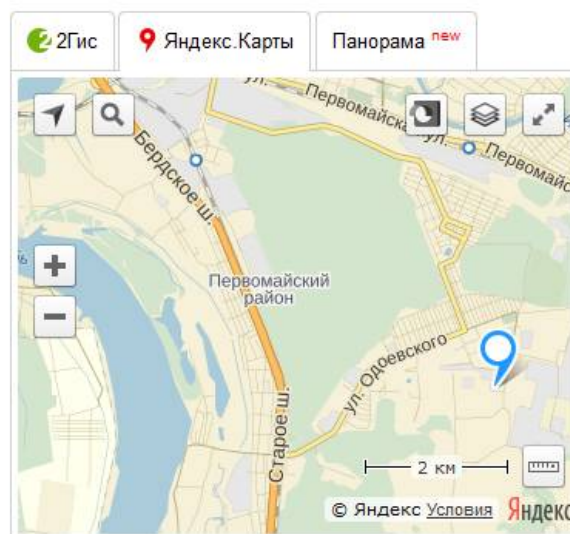 2Гис
Яндекс.Карты
Панорама new
ул. Первомайская ул.
Первомайс
Бердское ш.
Первомайский
район
ул. Одоевского
Старое ш.
2 км
© Яндекс Условия
Яндекс